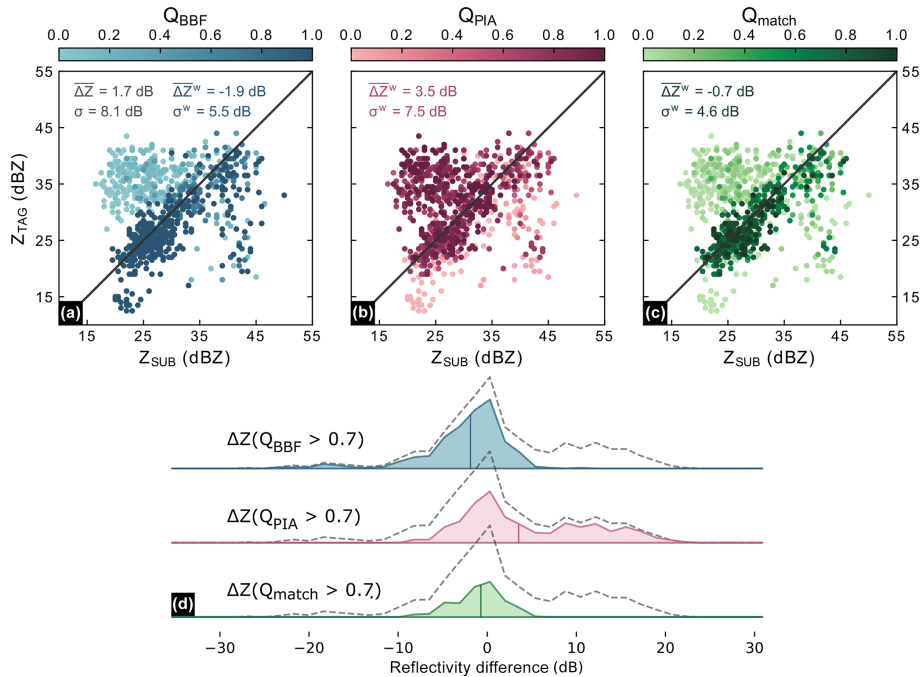 Q_BBF
0.0 0.2 0.4 0.6 0.8 1.0
Q_PIA
0.0 0.2 0.4 0.6 0.8 1.0
Q_match
0.0 0.2 0.4 0.6 0.8 1.0
Z_TAG (dBZ)
55
45
35
25
15
ΔZ̅ = 1.7 dB
σ = 8.1 dB
ΔZ̅^w = -1.9 dB
σ^w = 5.5 dB
(a)
15 25 35 45 55
Z_SUB (dBZ)
ΔZ̅^w = 3.5 dB
σ^w = 7.5 dB
(b)
15 25 35 45 55
Z_SUB (dBZ)
ΔZ̅^w = -0.7 dB
σ^w = 4.6 dB
(c)
15 25 35 45 55
Z_SUB (dBZ)
55
45
35
25
15
ΔZ(Q_BBF > 0.7)
ΔZ(Q_PIA > 0.7)
ΔZ(Q_match > 0.7)
(d)
−30 −20 −10 0 10 20 30
Reflectivity difference (dB)